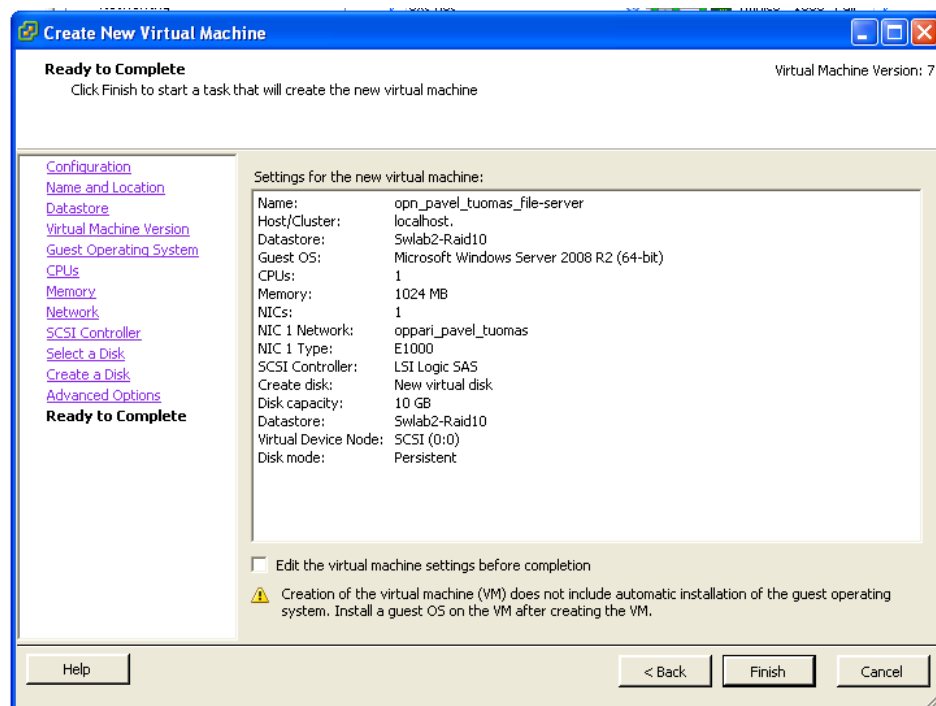 Create New Virtual Machine
Ready to Complete
Click Finish to start a task that will create the new virtual machine
Virtual Machine Version: 7
Configuration
Name and Location
Datastore
Virtual Machine Version
Guest Operating System
CPUs
Memory
Network
SCSI Controller
Select a Disk
Create a Disk
Advanced Options
Ready to Complete
Settings for the new virtual machine:
Name: opn_pavel_tuomas_file-server
Host/Cluster: localhost.
Datastore: Swlab2-Raid10
Guest OS: Microsoft Windows Server 2008 R2 (64-bit)
CPUs: 1
Memory: 1024 MB
NICs: 1
NIC 1 Network: oppari_pavel_tuomas
NIC 1 Type: E1000
SCSI Controller: LSI Logic SAS
Create disk: New virtual disk
Disk capacity: 10 GB
Datastore: Swlab2-Raid10
Virtual Device Node: SCSI (0:0)
Disk mode: Persistent
Edit the virtual machine settings before completion
Creation of the virtual machine (VM) does not include automatic installation of the guest operating
system. Install a guest OS on the VM after creating the VM.
Help
< Back
Finish
Cancel